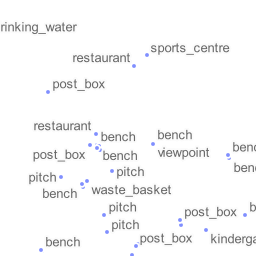 rinking_water
sports_centre
restaurant
post_box
restaurant
bench
bench
post_box
bench
viewpoint
pitch
pitch
waste_basket
bench
pitch
post_box
pitch
post_box
bench